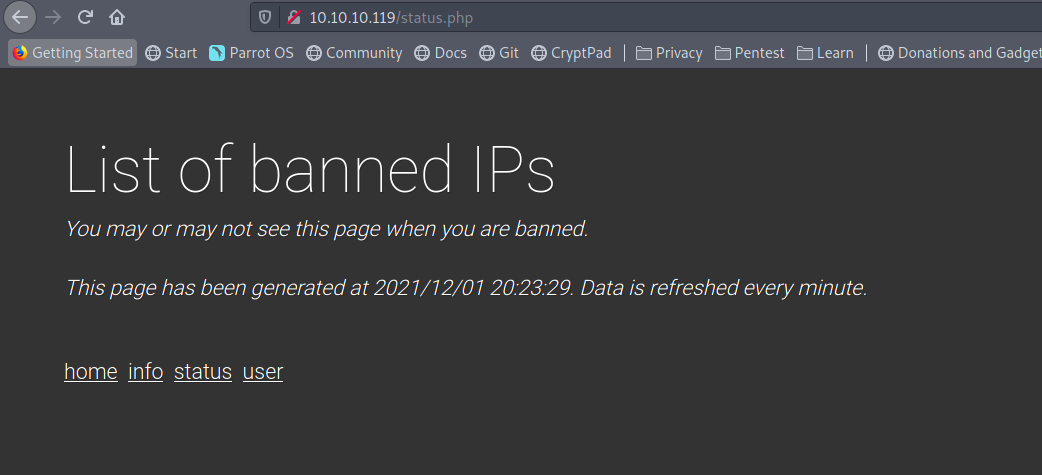 10.10.10.119/status.php
Getting Started Start Parrot OS Community Docs Git CryptPad Privacy Pentest Learn Donations and Gadget
List of banned IPs
You may or may not see this page when you are banned.
This page has been generated at 2021/12/01 20:23:29. Data is refreshed every minute.
home info status user